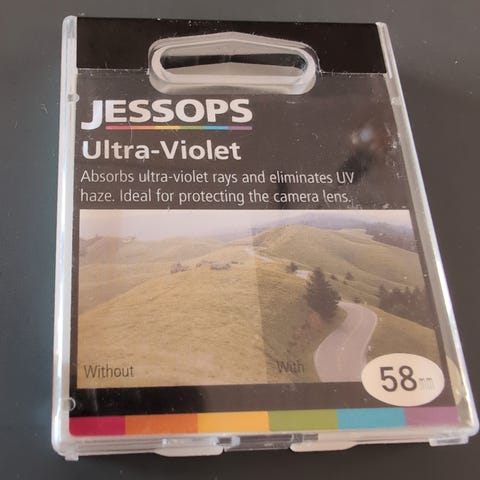 JESSOPS
Ultra-Violet
Absorbs ultra-violet rays and eliminates UV
haze. Ideal for protecting the camera lens.
Without With
58mm